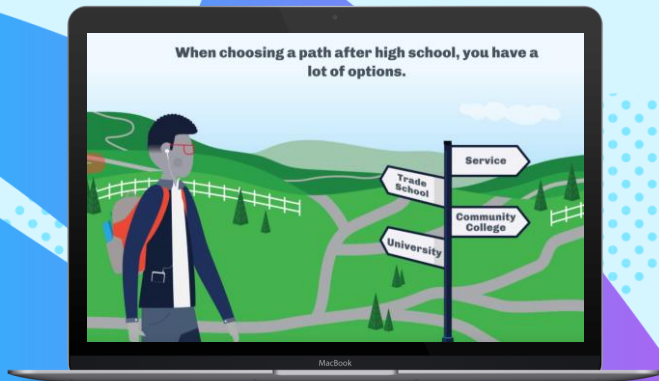 When choosing a path after high school, you have a
lot of options.
Service
Trade
School
Community
College
University
MacBook